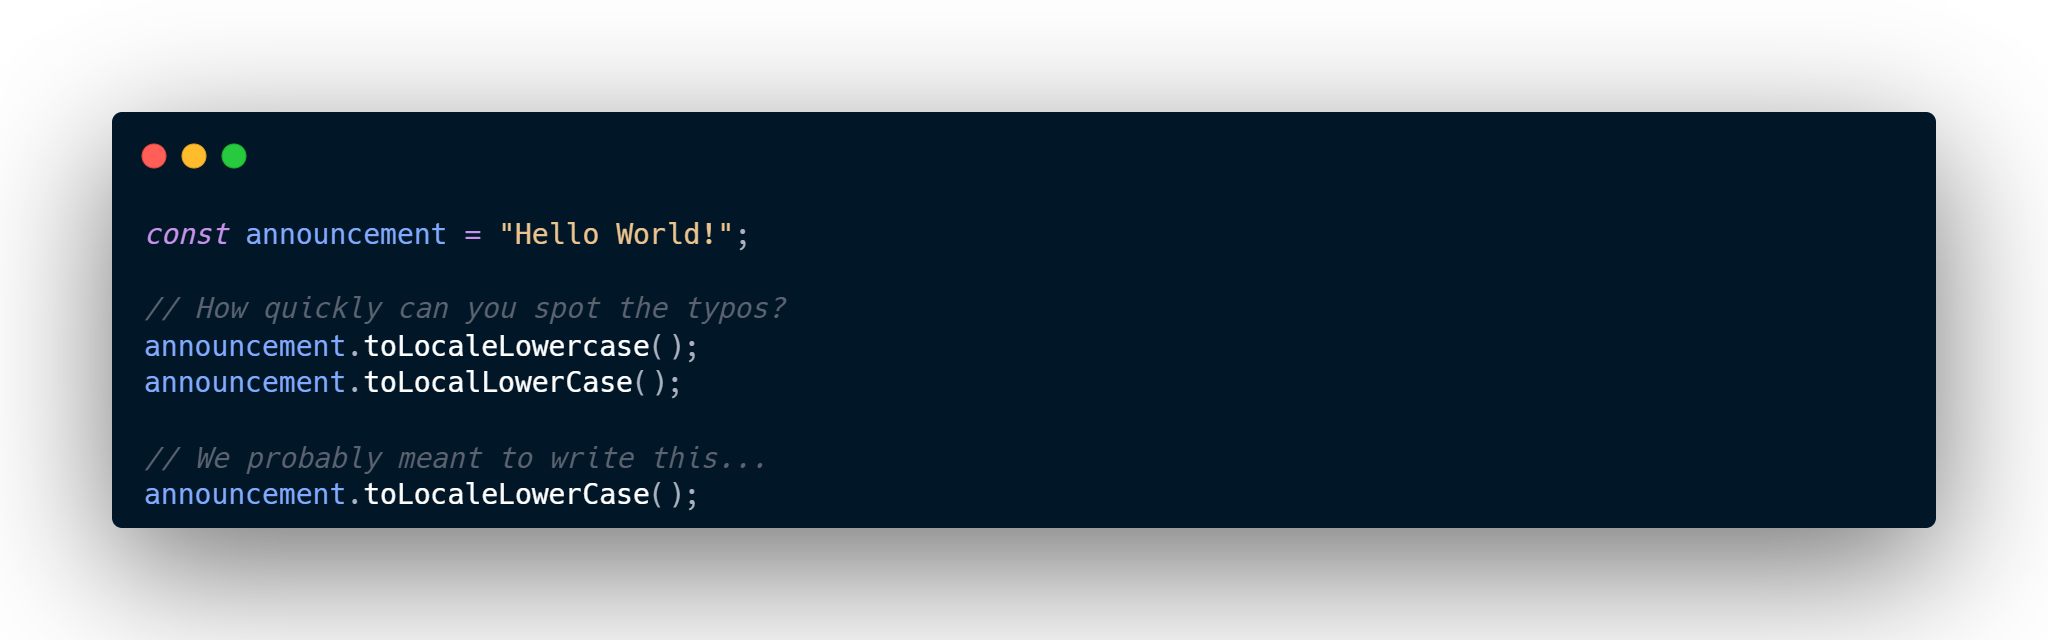 const announcement = "Hello World!";
// How quickly can you spot the typos?
announcement.toLocaleLowercase();
announcement.toLocalLowerCase();
// We probably meant to write this...
announcement.toLocaleLowerCase();